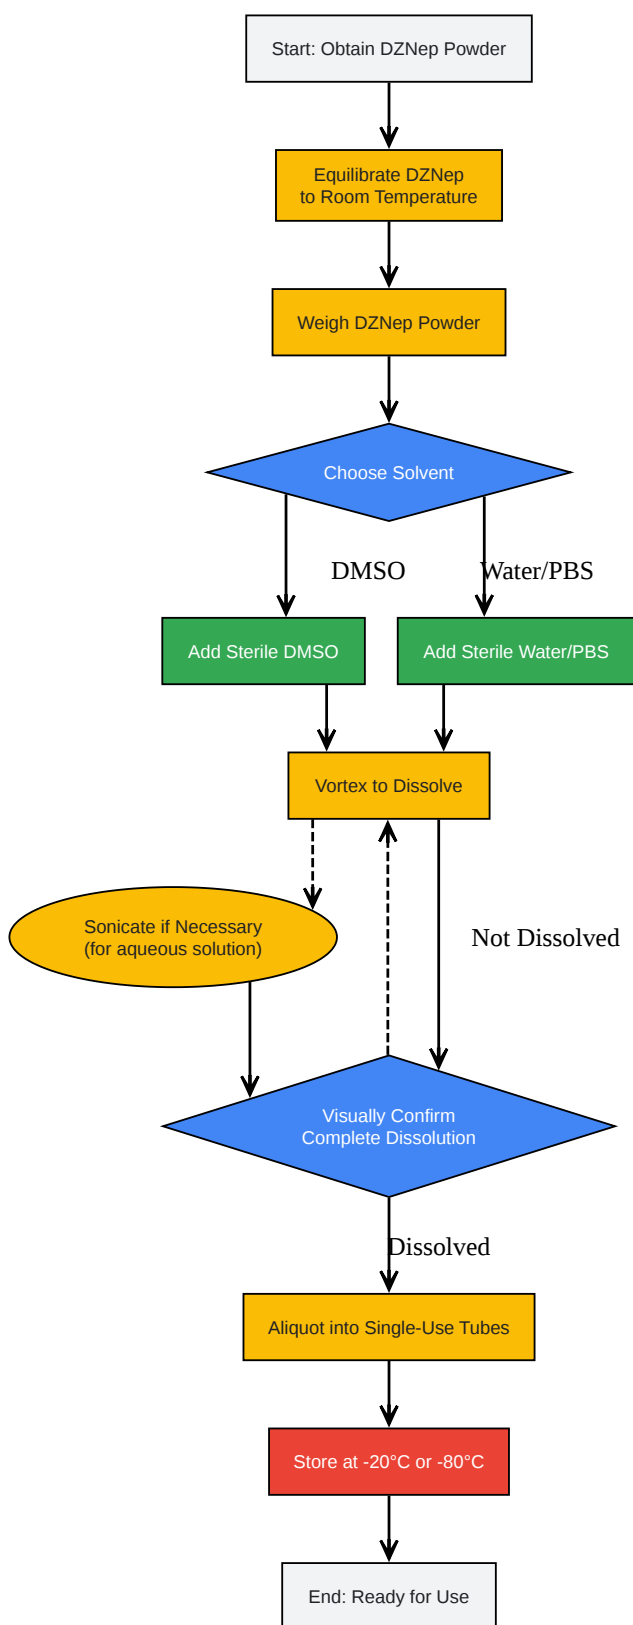 Start: Obtain DZNep Powder
Equilibrate DZNep
to Room Temperature
Weigh DZNep Powder
Choose Solvent
DMSO
Water/PBS
Add Sterile DMSO
Add Sterile Water/PBS
Vortex to Dissolve
Sonicate if Necessary
(for aqueous solution)
Not Dissolved
Visually Confirm
Complete Dissolution
Dissolved
Aliquot into Single-Use Tubes
Store at -20°C or -80°C
End: Ready for Use